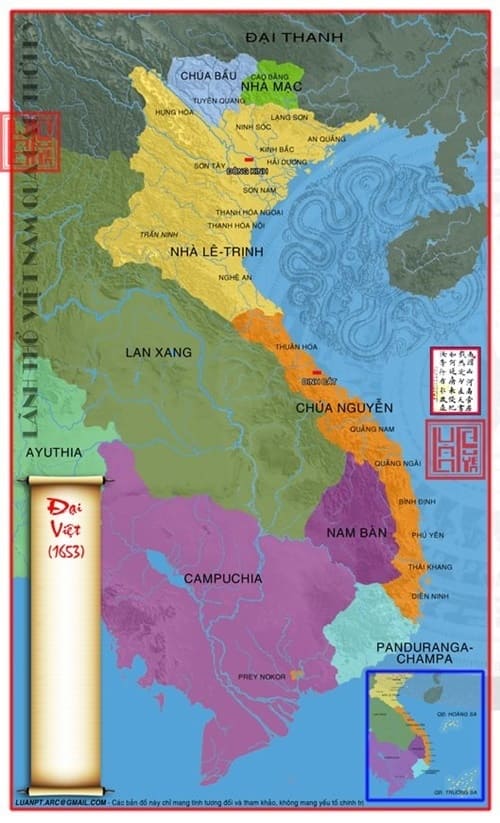 ĐẠI THANH
CHÚA BẦU
CAO BẰNG
NHÀ MẠC
TUYÊN QUANG
HƯNG HÓA
LẠNG SƠN
NINH SÓC
AN QUẢNG
KINH BẮC
SƠN TÂY
HẢI DƯƠNG
ĐÔNG KINH
SƠN NAM
THANH HÓA NGOẠI
THANH HÓA NỘI
TRẤN NINH
NHÀ LÊ-TRỊNH
NGHỆ AN
LÃNH THỔ VIỆT NAM QUA
THUẬN HÓA
LAN XANG
DINH CÁT
CHÚA NGUYỄN
QUẢNG NAM
AYUTHIA
QUẢNG NGÃI
Đại
Việt
(1653)
BÌNH ĐỊNH
NAM BÀN
PHÚ YÊN
THÁI KHANG
CAMPUCHIA
DIÊN NINH
PANDURANGA-
CHAMPA
PREY NOKOR
QĐ. HOÀNG SA
QĐ. TRƯỜNG SA
LUANPT.ARC@GMAIL.COM - Các bản đồ này chỉ mang tính tương đối và tham khảo, không mang yếu tố chính trị